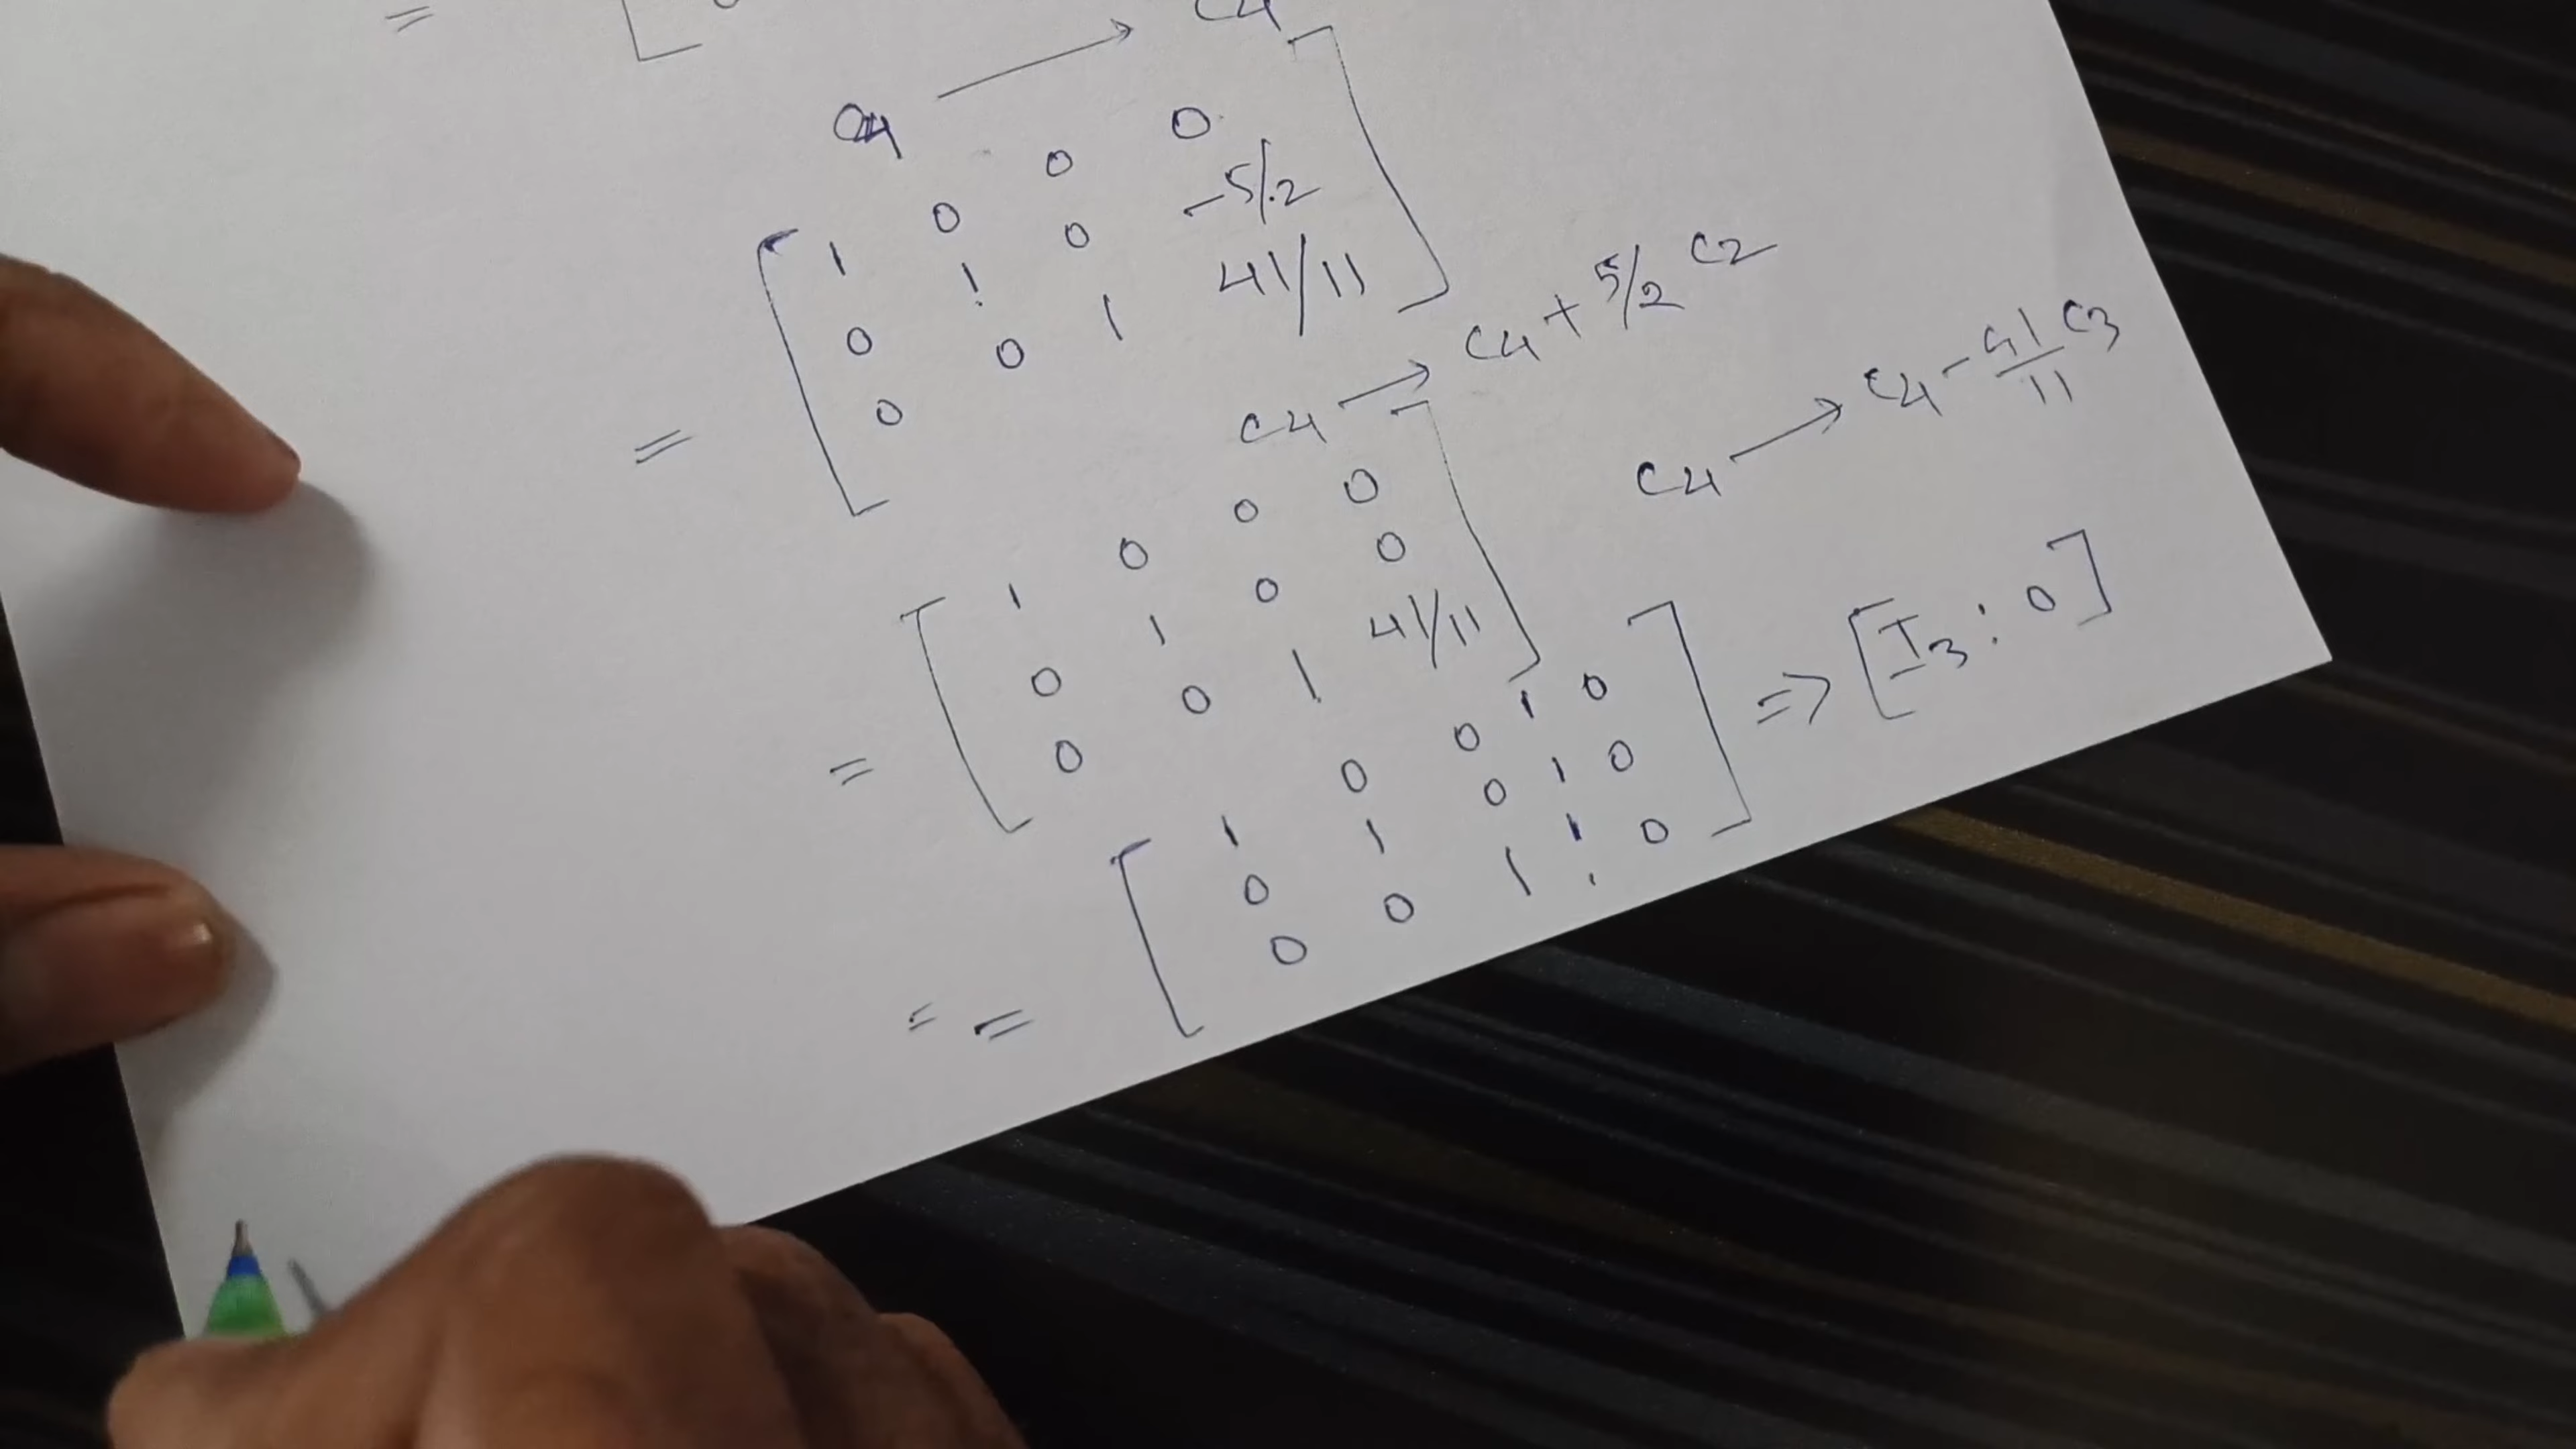 =
C4 → C4
= [ 1 0 0 0
0 1 0 -5/2
0 0 1 41/11 ]
C4 → C4 + 5/2 C2
= [ 1 0 0 0
0 1 0 0
0 0 1 41/11 ]
C4 → C4 - 41/11 C3
= = [ 1 0 0 | 0
0 1 0 | 0
0 0 1 ¦ 0 ] => [I3 : 0]